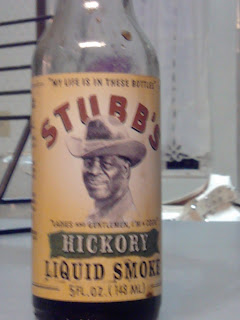 "MY LIFE IS IN THESE BOTTLES"
STUBB'S
"LADIES AND GENTLEMEN, I'M A COOK"
HICKORY
LIQUID SMOKE
5 FL. OZ. (148 ML)